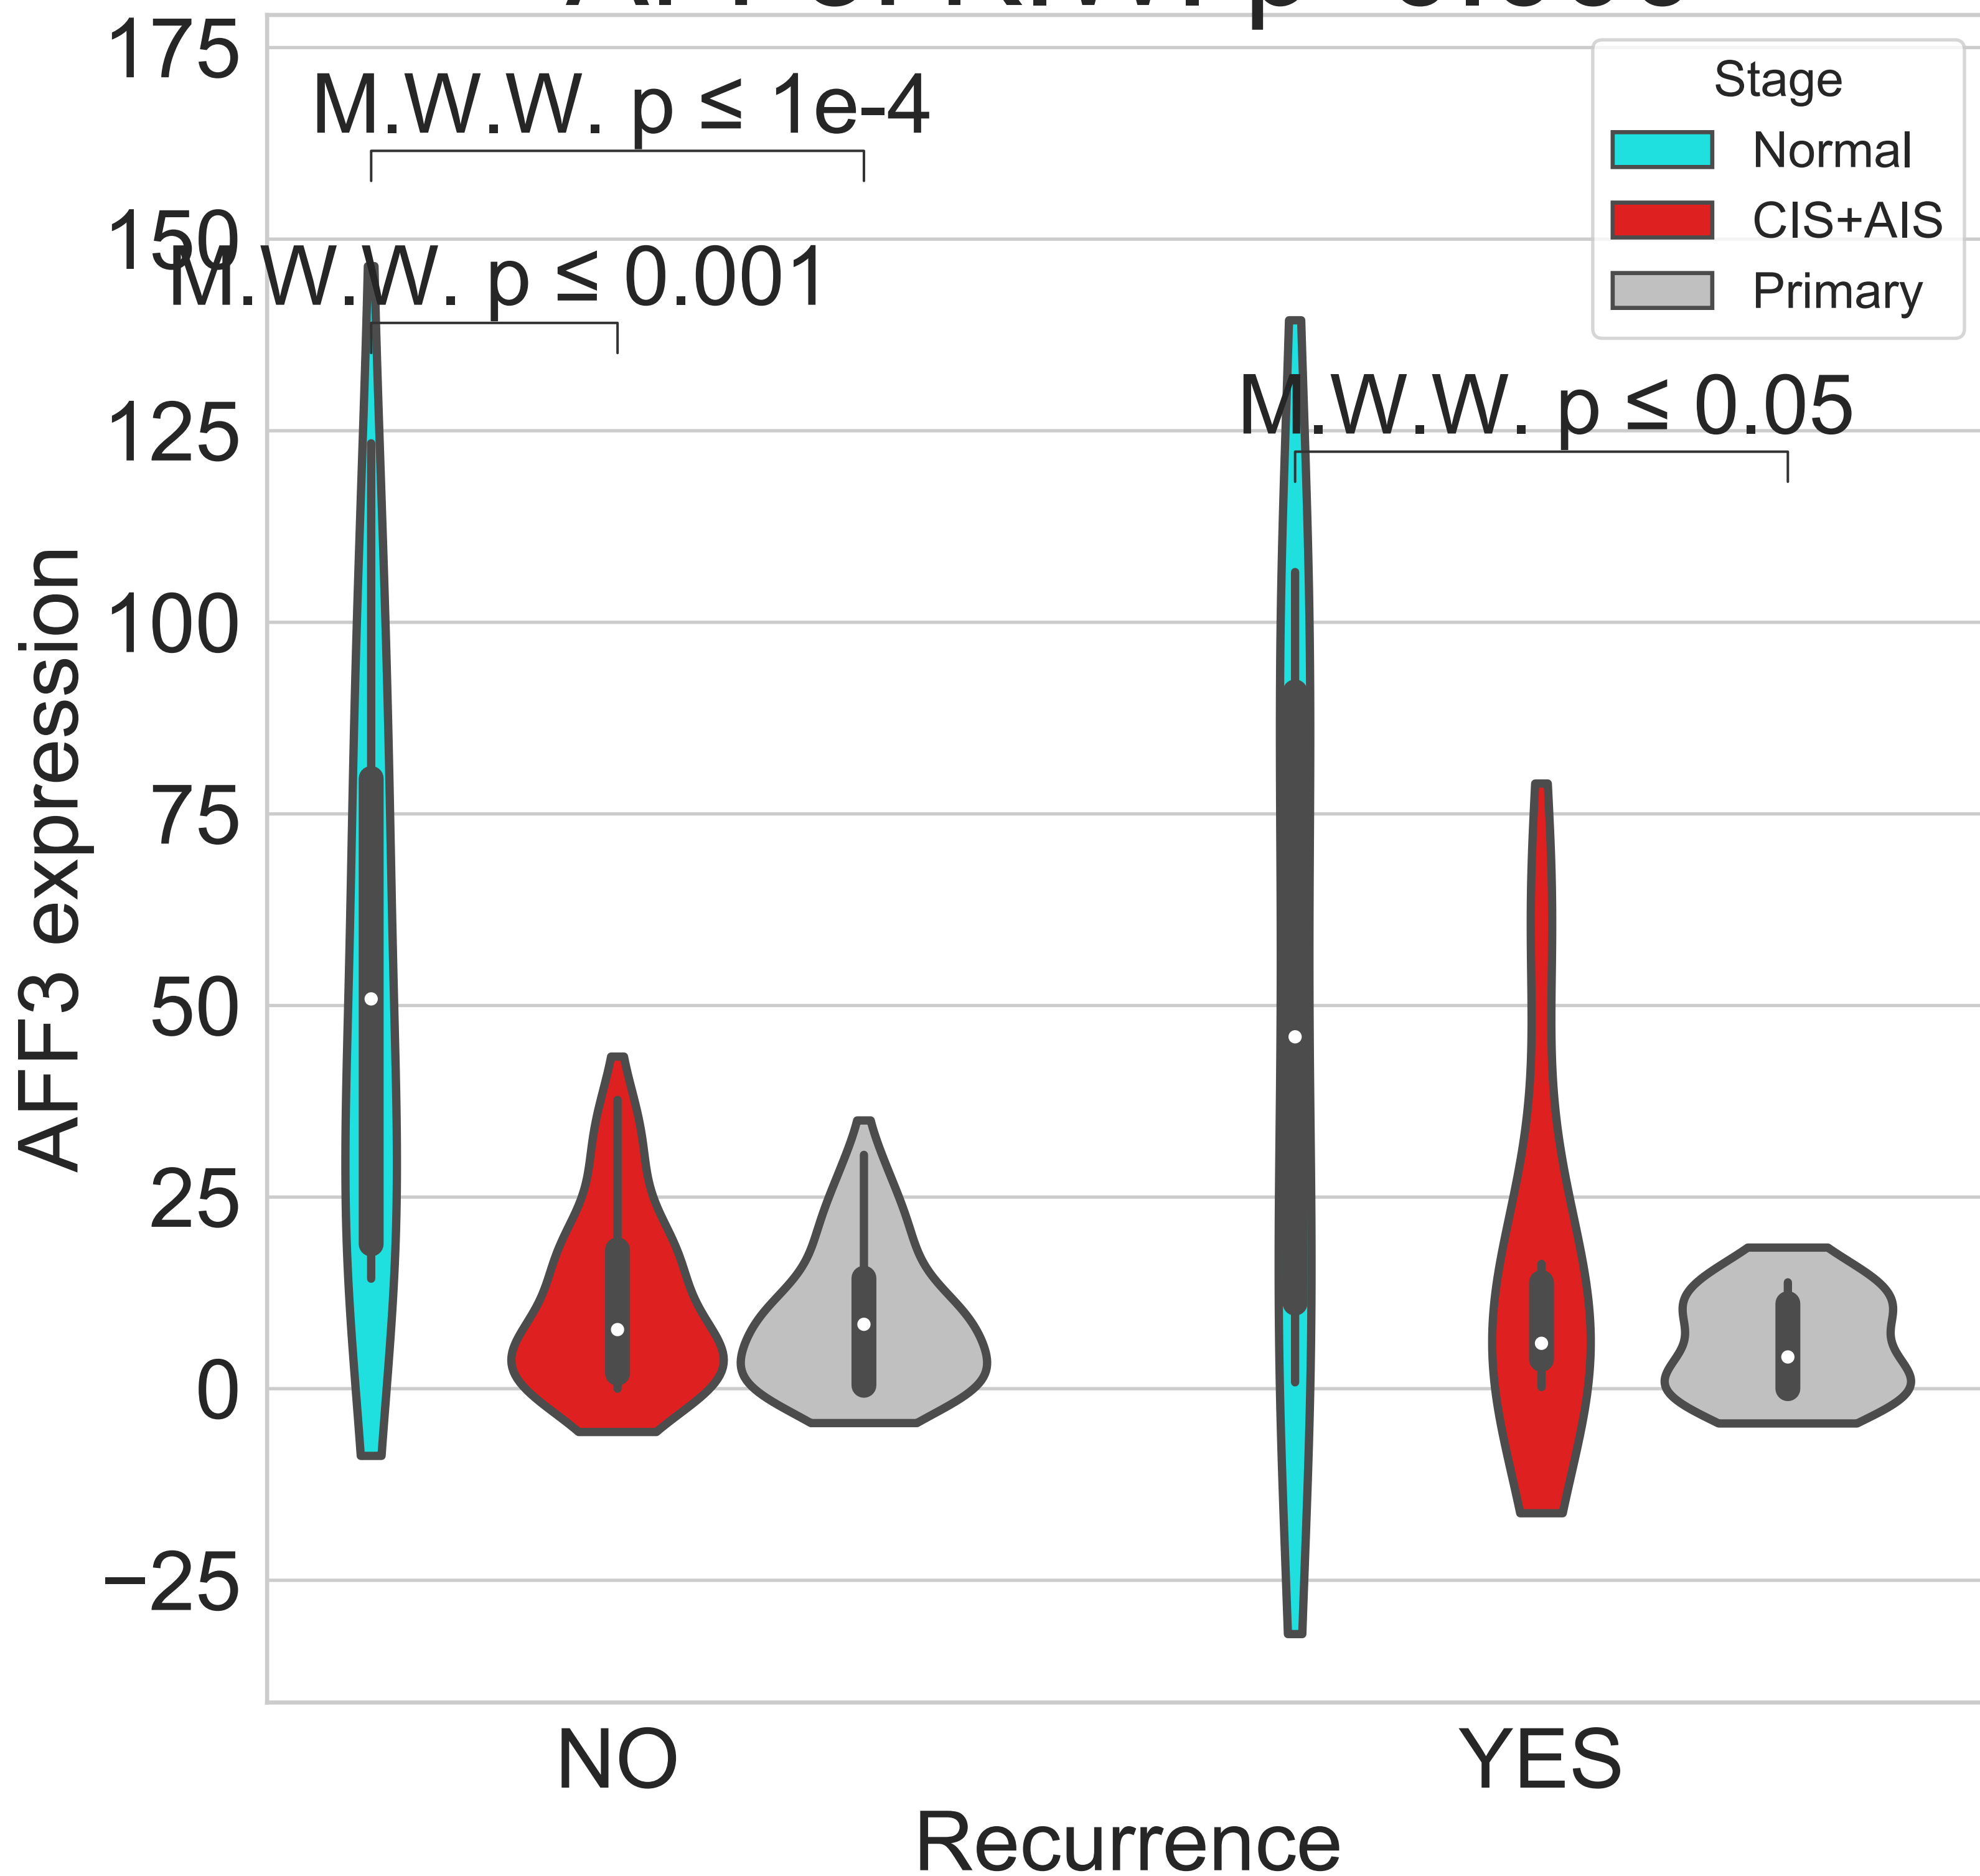 175
M.W.W. p ≤ 1e-4
Stage
Normal
CIS+AIS
Primary
150
M.W.W. p ≤ 0.001
125
M.W.W. p ≤ 0.05
100
75
50
25
0
−25
AFF3 expression
NO
YES
Recurrence